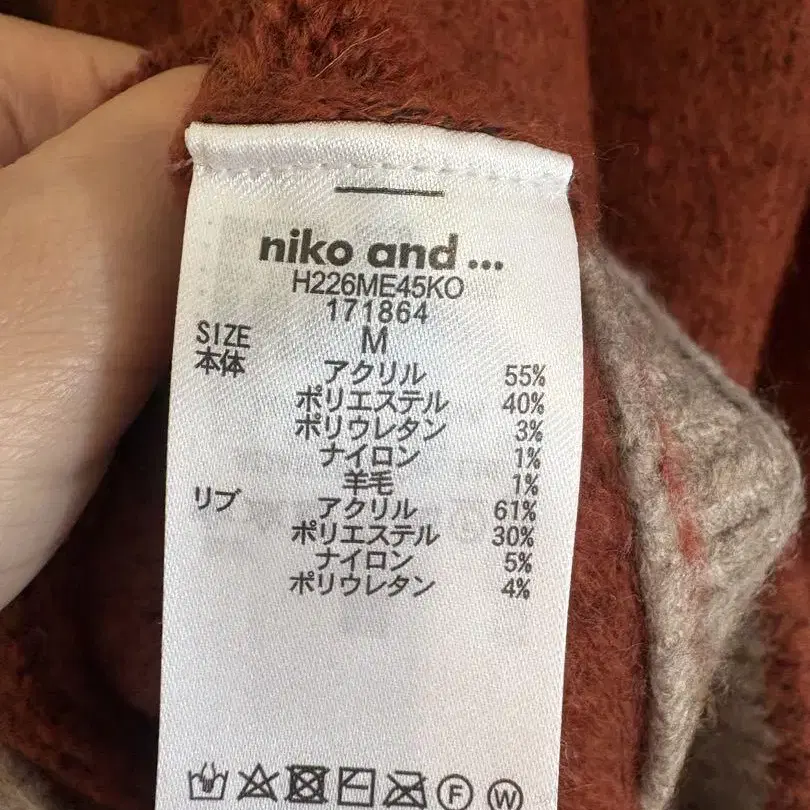 niko and ...
H226ME45KO
171864
SIZE M
本体 アクリル 55%
ポリエステル 40%
ポリウレタン 3%
ナイロン 1%
羊毛 1%
リブ アクリル 61%
ポリエステル 30%
ナイロン 5%
ポリウレタン 4%
F W